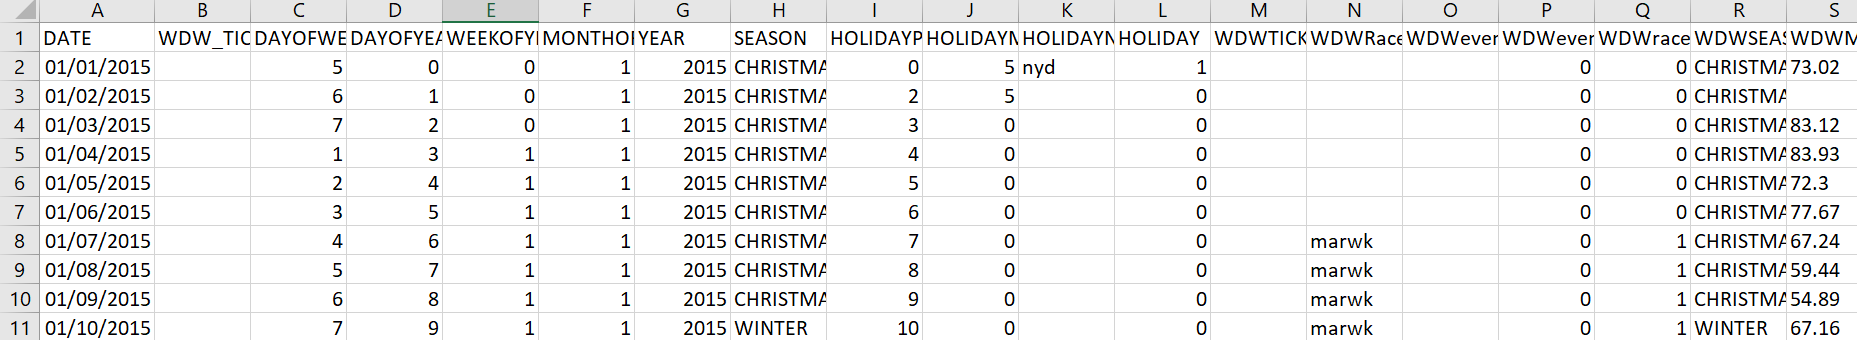 A B C D E F G H I J K L M N O P Q R S
1 DATE WDW_TIC DAYOFWE DAYOFYEA WEEKOFYE MONTHOF YEAR SEASON HOLIDAYP HOLIDAYM HOLIDAYN HOLIDAY WDWTICK WDWRace WDWever WDWever WDWrace WDWSEAS WDWM
2 01/01/2015 5 0 0 1 2015 CHRISTMA 0 5 nyd 1 0 0 CHRISTMA 73.02
3 01/02/2015 6 1 0 1 2015 CHRISTMA 2 5 0 0 0 CHRISTMA
4 01/03/2015 7 2 0 1 2015 CHRISTMA 3 0 0 0 0 CHRISTMA 83.12
5 01/04/2015 1 3 1 1 2015 CHRISTMA 4 0 0 0 0 CHRISTMA 83.93
6 01/05/2015 2 4 1 1 2015 CHRISTMA 5 0 0 0 0 CHRISTMA 72.3
7 01/06/2015 3 5 1 1 2015 CHRISTMA 6 0 0 0 0 CHRISTMA 77.67
8 01/07/2015 4 6 1 1 2015 CHRISTMA 7 0 0 marwk 0 1 CHRISTMA 67.24
9 01/08/2015 5 7 1 1 2015 CHRISTMA 8 0 0 marwk 0 1 CHRISTMA 59.44
10 01/09/2015 6 8 1 1 2015 CHRISTMA 9 0 0 marwk 0 1 CHRISTMA 54.89
11 01/10/2015 7 9 1 1 2015 WINTER 10 0 0 marwk 0 1 WINTER 67.16